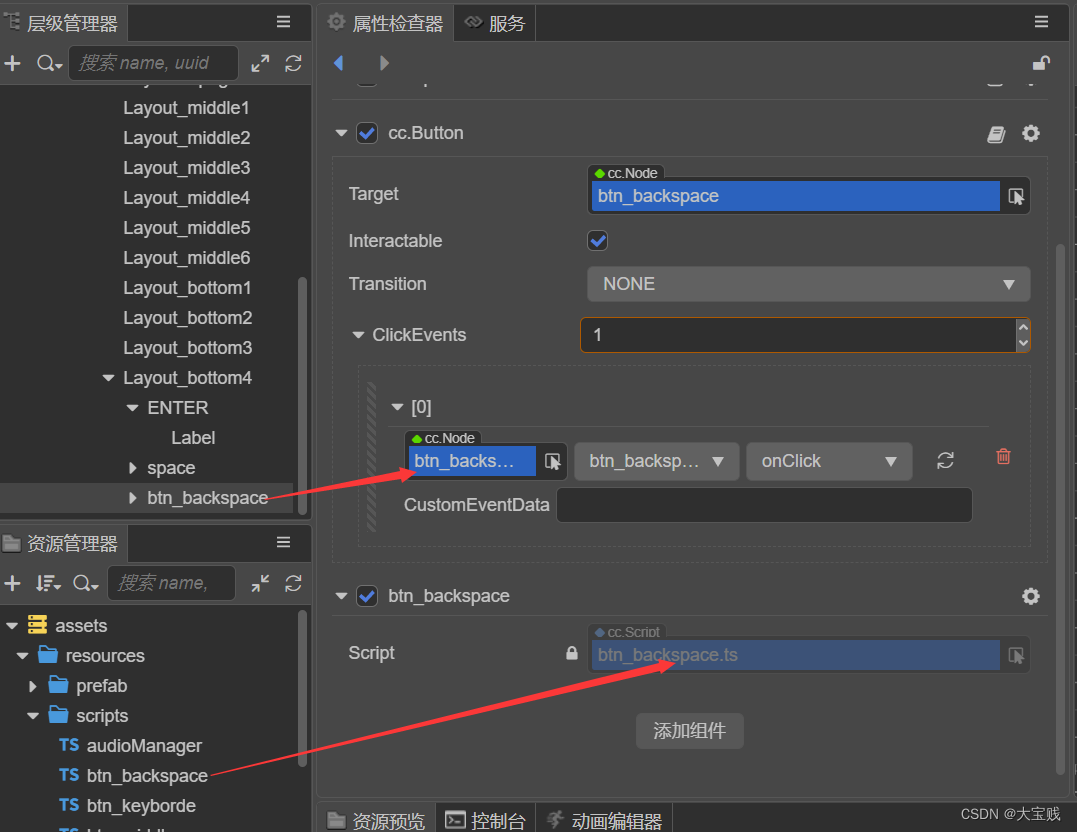 层级管理器
搜索 name, uuid
Layout_middle1
Layout_middle2
Layout_middle3
Layout_middle4
Layout_middle5
Layout_middle6
Layout_bottom1
Layout_bottom2
Layout_bottom3
Layout_bottom4
ENTER
Label
space
btn_backspace
资源管理器
搜索 name,
assets
resources
prefab
scripts
TS audioManager
TS btn_backspace
TS btn_keyborde
属性检查器 服务
cc.Button
cc.Node
Target btn_backspace
Interactable
Transition NONE
ClickEvents 1
[0]
cc.Node
btn_backs... btn_backsp... onClick
CustomEventData
btn_backspace
cc.Script
Script btn_backspace.ts
添加组件
资源预览 控制台 动画编辑器
CSDN @大宝贱